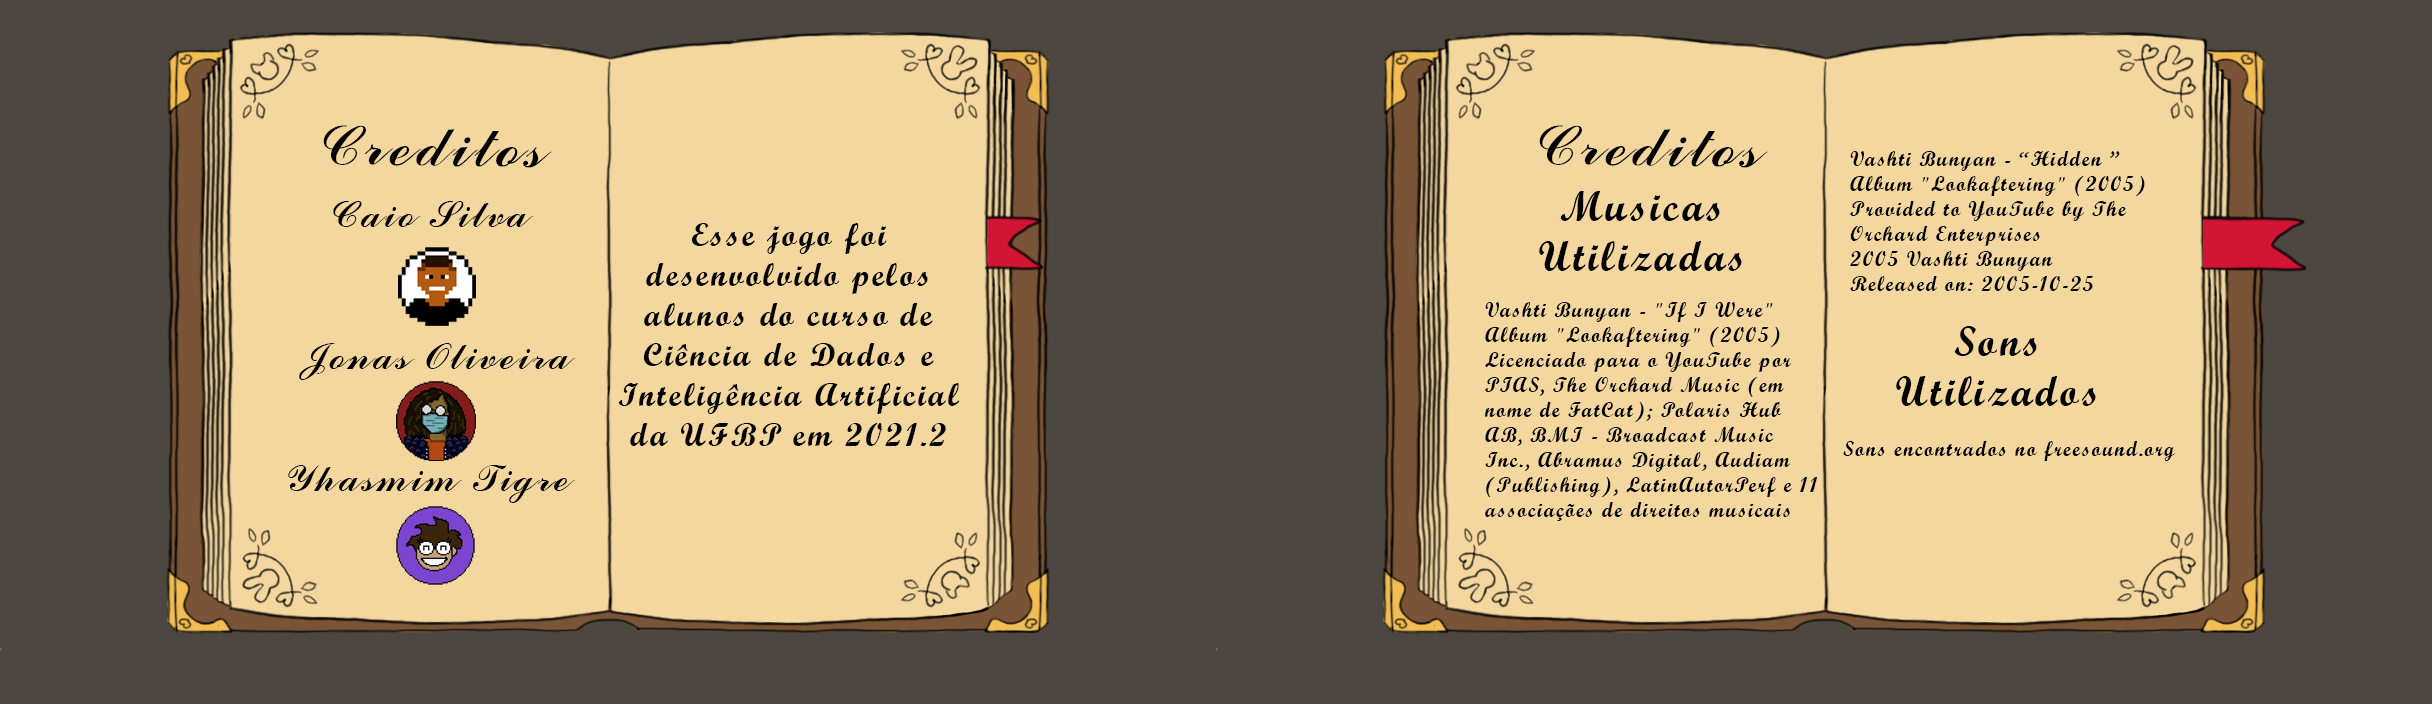 Creditos
Caio Silva
Jonas Oliveira
Yhasmim Tigre
Esse jogo foi
desenvolvido pelos
alunos do curso de
Ciência de Dados e
Inteligência Artificial
da UFBP em 2021.2
Creditos
Musicas
Utilizadas
Vashti Bunyan - "If I Were"
Album "Lookaftering" (2005)
Licenciado para o YouTube por
PIAS, The Orchard Music (em
nome de FatCat); Polaris Hub
AB, BMI - Broadcast Music
Inc., Abramus Digital, Audiam
(Publishing), LatinAutorPerf e 11
associações de direitos musicais
Vashti Bunyan - “Hidden ”
Album "Lookaftering" (2005)
Provided to YouTube by The
Orchard Enterprises
2005 Vashti Bunyan
Released on: 2005-10-25
Sons
Utilizados
Sons encontrados no freesound.org